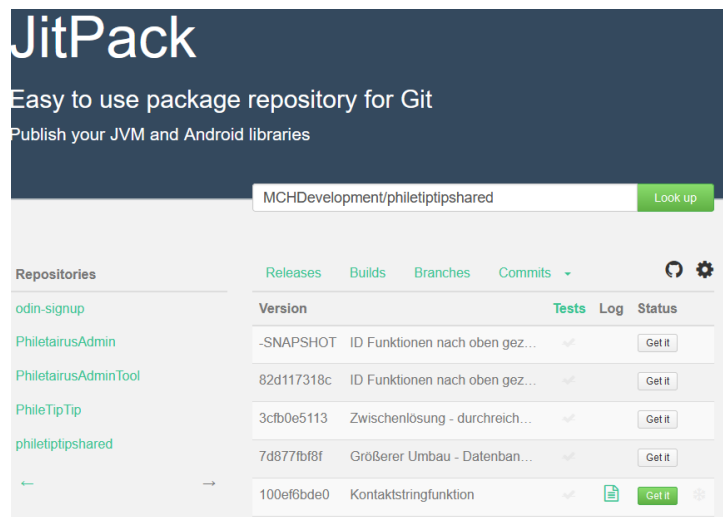 JitPack
Easy to use package repository for Git
Publish your JVM and Android libraries
MCHDevelopment/philetiptipshared Look up
Repositories
odin-signup
PhiletairusAdmin
PhiletairusAdminTool
PhileTipTip
philetiptipshared
← →
Releases Builds Branches Commits
Version Tests Log Status
-SNAPSHOT ID Funktionen nach oben gez... Get it
82d117318c ID Funktionen nach oben gez... Get it
3cfb0e5113 Zwischenlösung - durchreich... Get it
7d877fbf8f Größerer Umbau - Datenban... Get it
100ef6bde0 Kontaktstringfunktion Get it